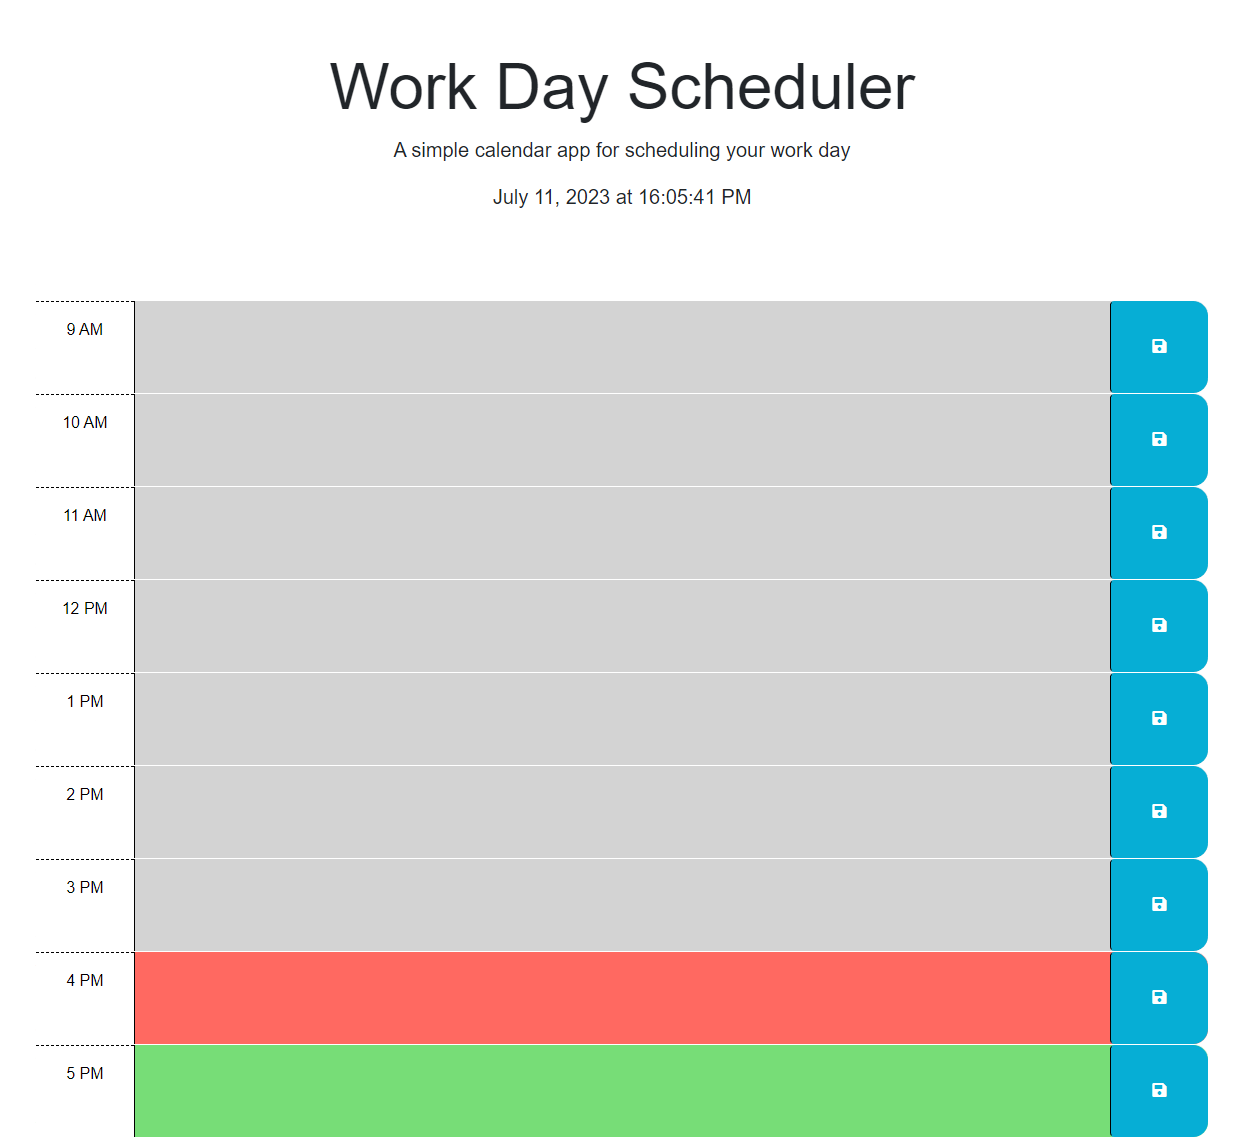 Work Day Scheduler
A simple calendar app for scheduling your work day
July 11, 2023 at 16:05:41 PM
9 AM
10 AM
11 AM
12 PM
1 PM
2 PM
3 PM
4 PM
5 PM